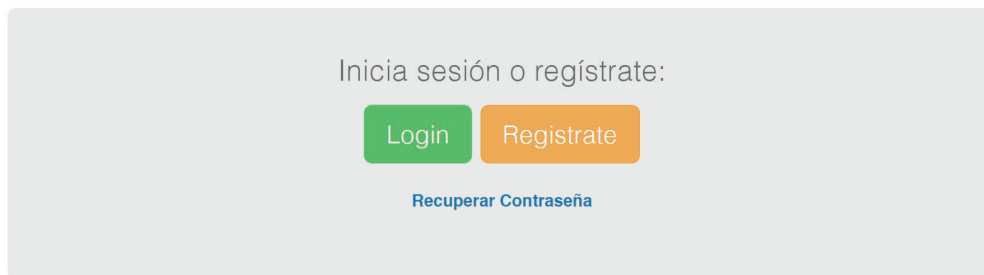 Inicia sesión o regístrate:
Login Registrate
Recuperar Contraseña